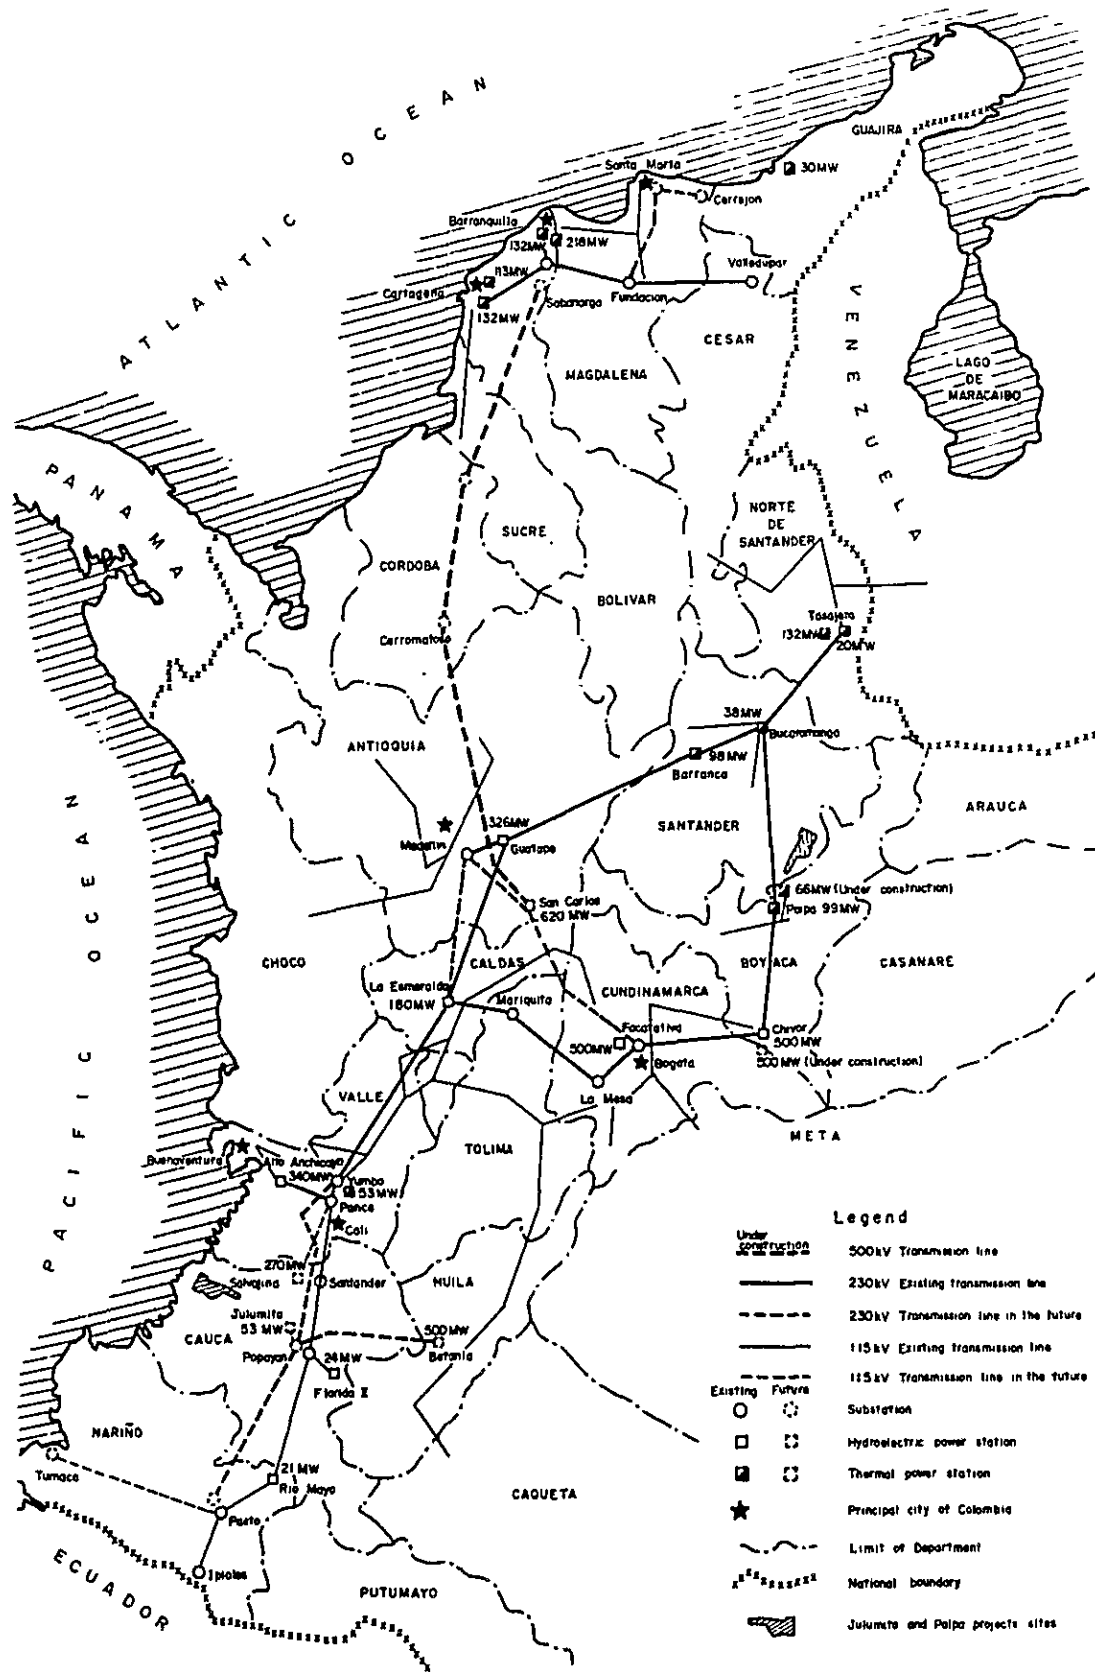 ATLANTIC OCEAN
GUAJIRA
30MW
Santa Marta
Cerrejon
Barranquilla
132MW
218MW
113MW
Valledupar
Cartagena
Sabanarga
Fundacion
132MW
CESAR
VENEZUELA
MAGDALENA
LAGO
DE
MARACAIBO
PANAMA
NORTE
DE
SANTANDER
SUCRE
CORDOBA
BOLIVAR
Tasajero
Cerromatoso
132MW
20MW
38MW
Bucaramanga
ANTIOQUIA
98MW
Barranca
ARAUCA
PACIFIC OCEAN
326MW
SANTANDER
Medellin
Guatape
66MW (Under construction)
San Carlos
620 MW
Paipa 99MW
CHOCO
CALDAS
BOYACA
CASANARE
La Esmeralda
180MW
CUNDINAMARCA
Mariquita
Facatativa
Chivor
500MW
500MW
500 MW (Under construction)
Bogota
VALLE
La Mesa
META
TOLIMA
Buenaventura
Alto Anchicaya
340MW
Yumbo
53MW
Pance
Cali
270MW
Salvajina
Santander
HUILA
Julumito
53 MW
CAUCA
500MW
Popayan
Betania
24MW
Florida II
NARIÑO
21 MW
Tumaco
Rio Mayo
CAQUETA
Pasto
Ipiales
ECUADOR
PUTUMAYO
Legend
Under
construction
500kV Transmission line
230kV Existing transmission line
230kV Transmission line in the future
115kV Existing transmission line
115kV Transmission line in the future
Existing Future
Substation
Hydroelectric power station
Thermal power station
Principal city of Colombia
Limit of Department
National boundary
Julumito and Paipa projects sites